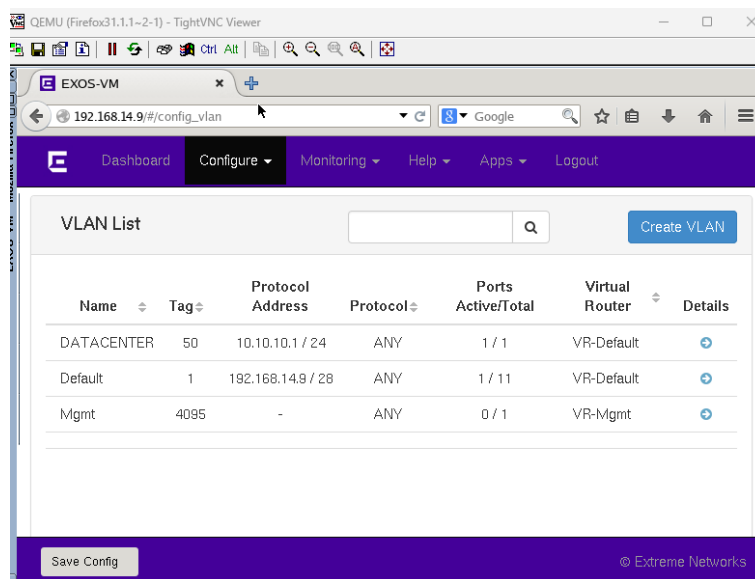 QEMU (Firefox31.1.1~2-1) - TightVNC Viewer
Ctrl Alt
EXOS-VM
192.168.14.9/#/config_vlan
Google
Dashboard Configure Monitoring Help Apps Logout
VLAN List
Create VLAN
Name Tag Protocol Address Protocol Ports Active/Total Virtual Router Details
DATACENTER 50 10.10.10.1 / 24 ANY 1 / 1 VR-Default
Default 1 192.168.14.9 / 28 ANY 1 / 11 VR-Default
Mgmt 4095 - ANY 0 / 1 VR-Mgmt
Save Config
© Extreme Networks